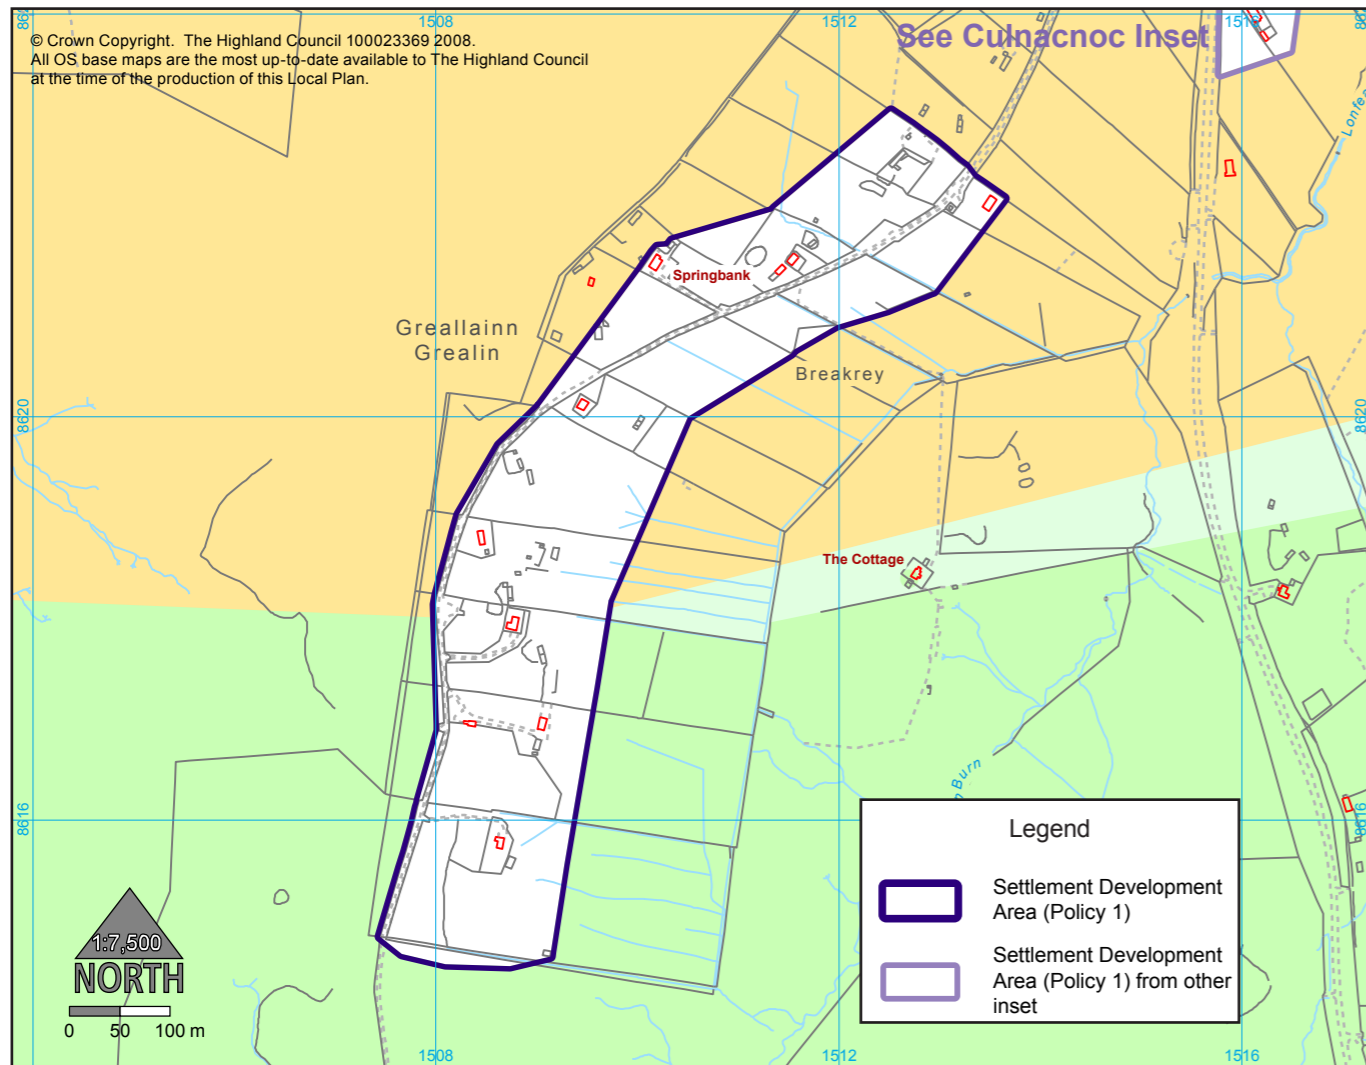 1508
1512
1516
© Crown Copyright. The Highland Council 100023369 2008.
All OS base maps are the most up-to-date available to The Highland Council
at the time of the production of this Local Plan.
See Culnacnoc Inset
Springbank
Greallainn
Grealin
Breakrey
8620
8620
The Cottage
Burn
8616
8616
Legend
Settlement Development
Area (Policy 1)
Settlement Development
Area (Policy 1) from other
inset
1:7,500
NORTH
0 50 100 m
1508
1512
1516